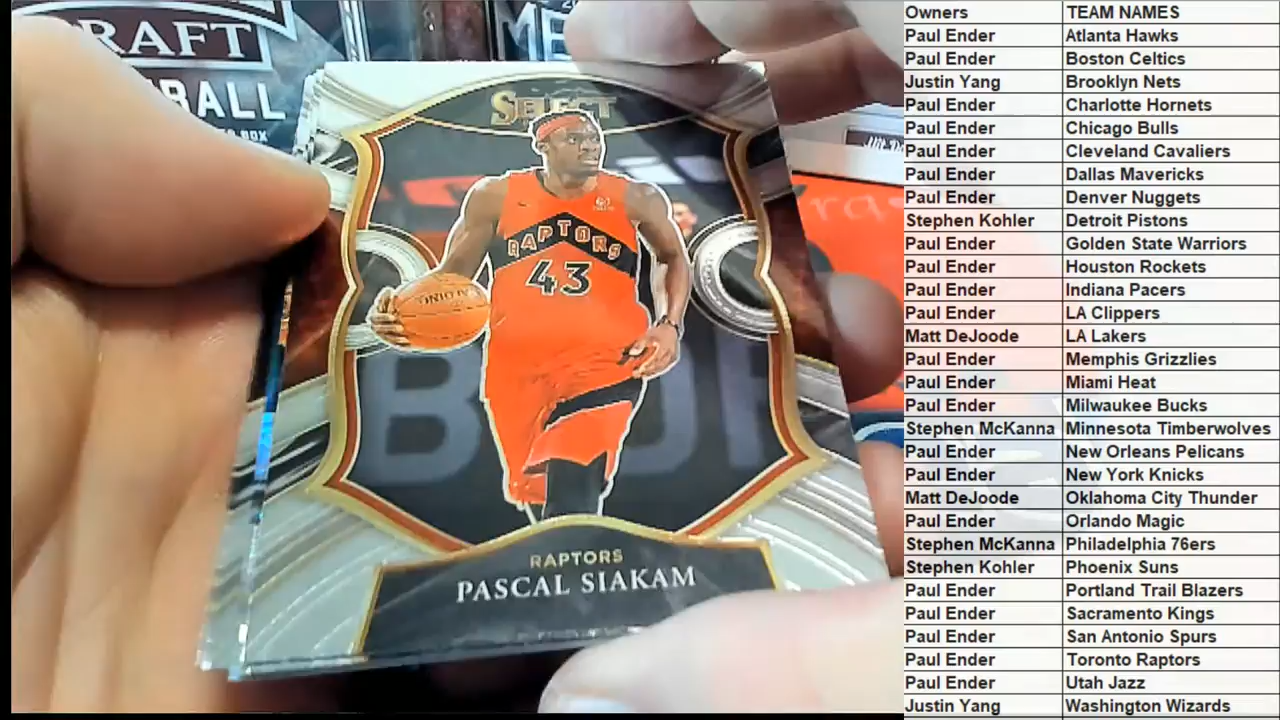 RAFT
BALL
BOX
SELECT
RAPTORS
43
SPALDING
RAPTORS
PASCAL SIAKAM
Owners TEAM NAMES
Paul Ender Atlanta Hawks
Paul Ender Boston Celtics
Justin Yang Brooklyn Nets
Paul Ender Charlotte Hornets
Paul Ender Chicago Bulls
Paul Ender Cleveland Cavaliers
Paul Ender Dallas Mavericks
Paul Ender Denver Nuggets
Stephen Kohler Detroit Pistons
Paul Ender Golden State Warriors
Paul Ender Houston Rockets
Paul Ender Indiana Pacers
Paul Ender LA Clippers
Matt DeJoode LA Lakers
Paul Ender Memphis Grizzlies
Paul Ender Miami Heat
Paul Ender Milwaukee Bucks
Stephen McKanna Minnesota Timberwolves
Paul Ender New Orleans Pelicans
Paul Ender New York Knicks
Matt DeJoode Oklahoma City Thunder
Paul Ender Orlando Magic
Stephen McKanna Philadelphia 76ers
Stephen Kohler Phoenix Suns
Paul Ender Portland Trail Blazers
Paul Ender Sacramento Kings
Paul Ender San Antonio Spurs
Paul Ender Toronto Raptors
Paul Ender Utah Jazz
Justin Yang Washington Wizards